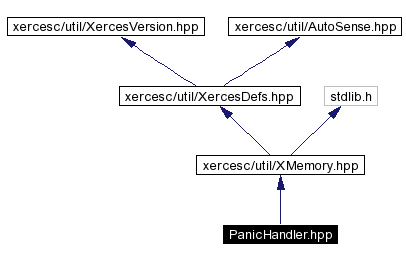 xercesc/util/XercesVersion.hpp
xercesc/util/AutoSense.hpp
xercesc/util/XercesDefs.hpp
stdlib.h
xercesc/util/XMemory.hpp
PanicHandler.hpp